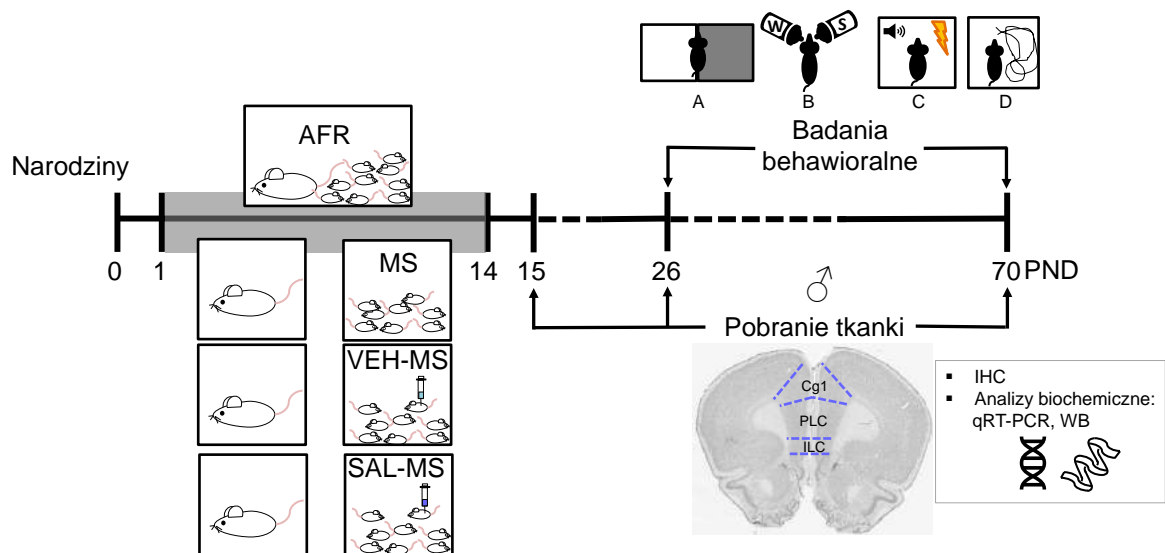 W
S
A
B
C
D
Badania
behawioralne
AFR
Narodziny
0
1
14
15
26
70 PND
MS
VEH-MS
SAL-MS
♂
Pobranie tkanki
Cg1
PLC
ILC
▪ IHC
▪ Analizy biochemiczne:
qRT-PCR, WB